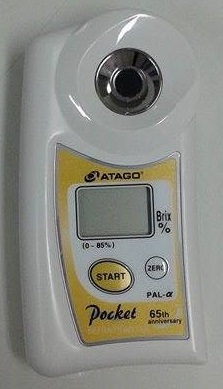 ATAGO®
Brix
%
(0-85%)
START
ZERO
PAL-α
Pocket
65th
anniversary